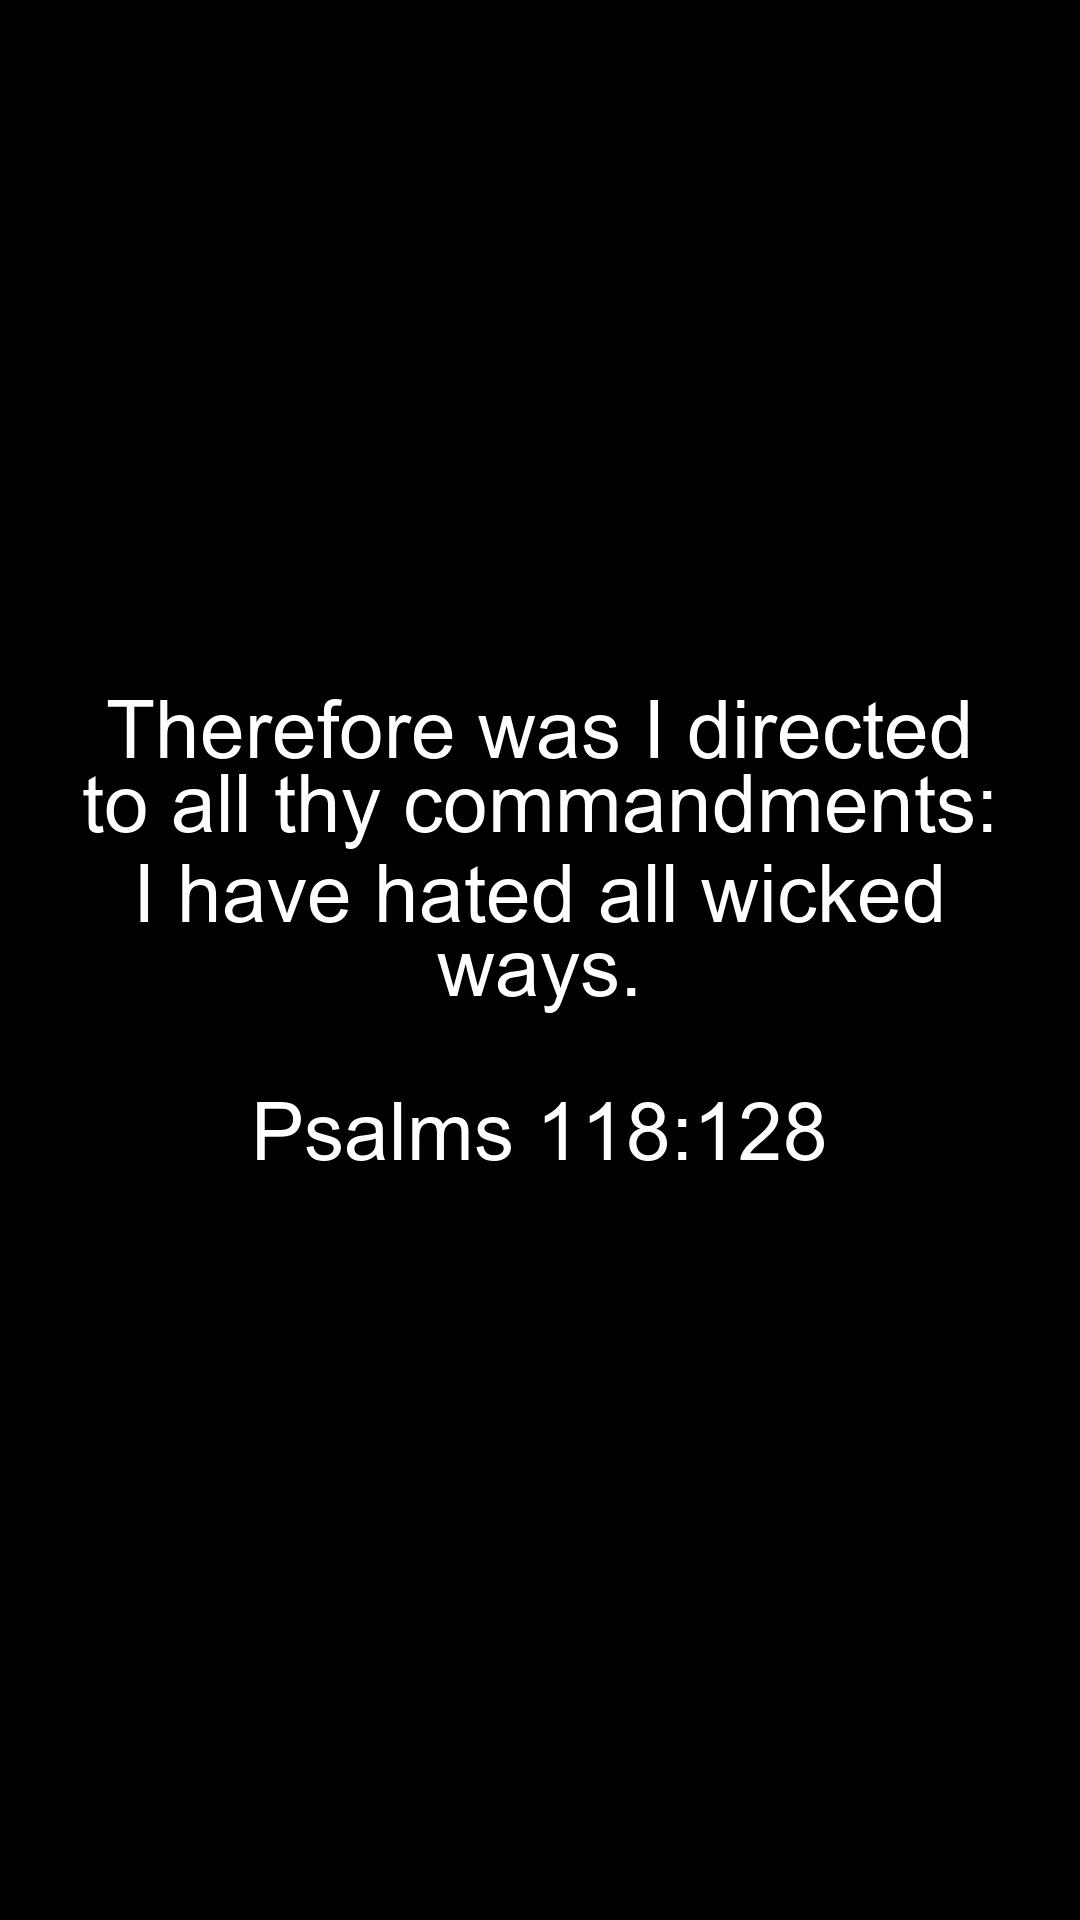 Therefore was I directed
to all thy commandments:
I have hated all wicked
ways.
Psalms 118:128